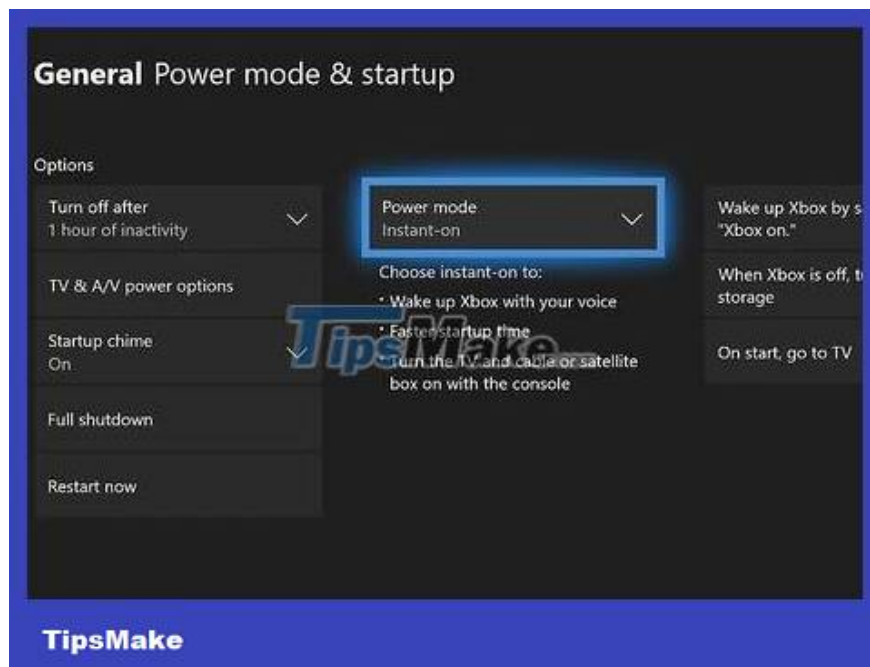 General Power mode & startup
Options
Turn off after
1 hour of inactivity
TV & A/V power options
Startup chime
On
Full shutdown
Restart now
Power mode
Instant-on
Choose instant-on to:
• Wake up Xbox with your voice
• Faster startup time
• Turn the TV and cable or satellite
box on with the console
Wake up Xbox by s
"Xbox on."
When Xbox is off, t
storage
On start, go to TV
TipsMake
TipsMake